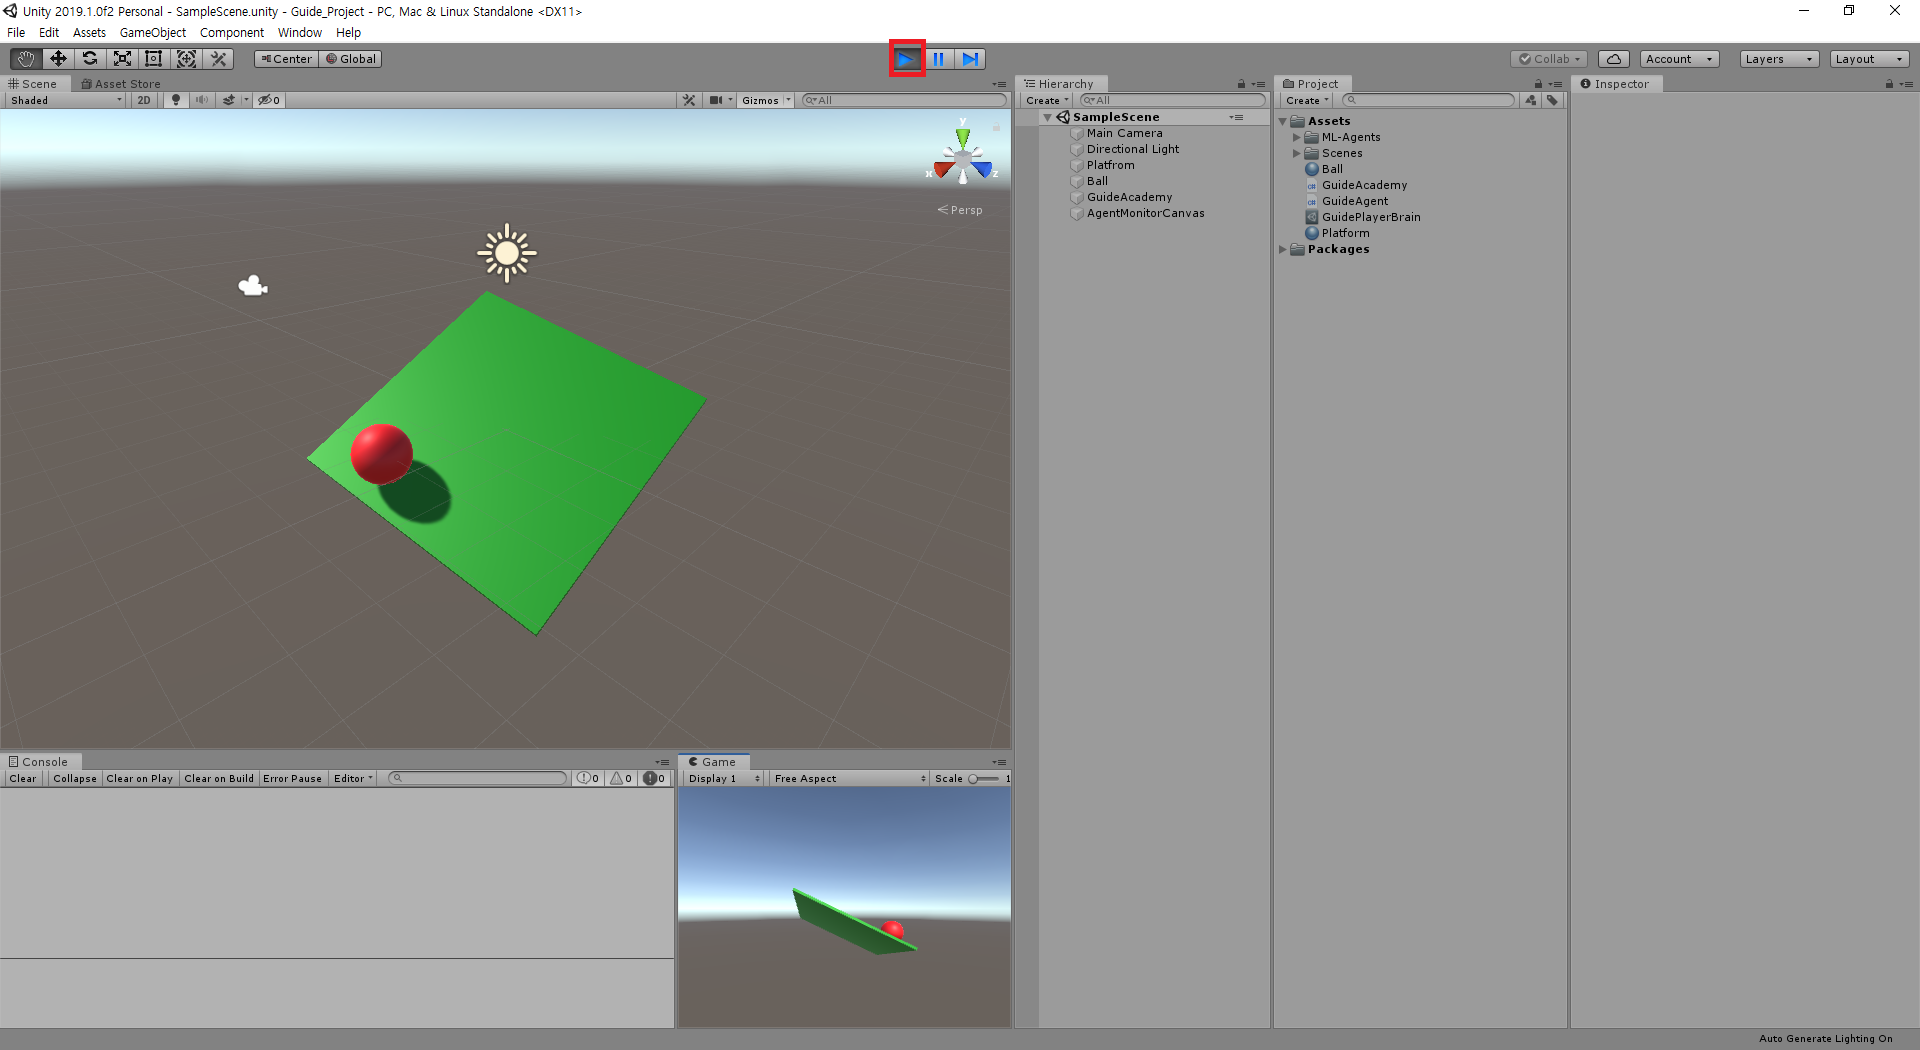 Unity 2019.1.0f2 Personal - SampleScene.unity - Guide_Project - PC, Mac & Linux Standalone <DX11>
File Edit Assets GameObject Component Window Help
Center Global Collab Account Layers Layout
Scene Asset Store
Shaded 2D 0 Gizmos All
y
x z
Persp
Hierarchy
Create All
SampleScene
Main Camera
Directional Light
Platfrom
Ball
GuideAcademy
AgentMonitorCanvas
Project
Create
Assets
ML-Agents
Scenes
Ball
GuideAcademy
GuideAgent
GuidePlayerBrain
Platform
Packages
Inspector
Console
Clear Collapse Clear on Play Clear on Build Error Pause Editor 0 0 0
Game
Display 1 Free Aspect Scale 1
Auto Generate Lighting On